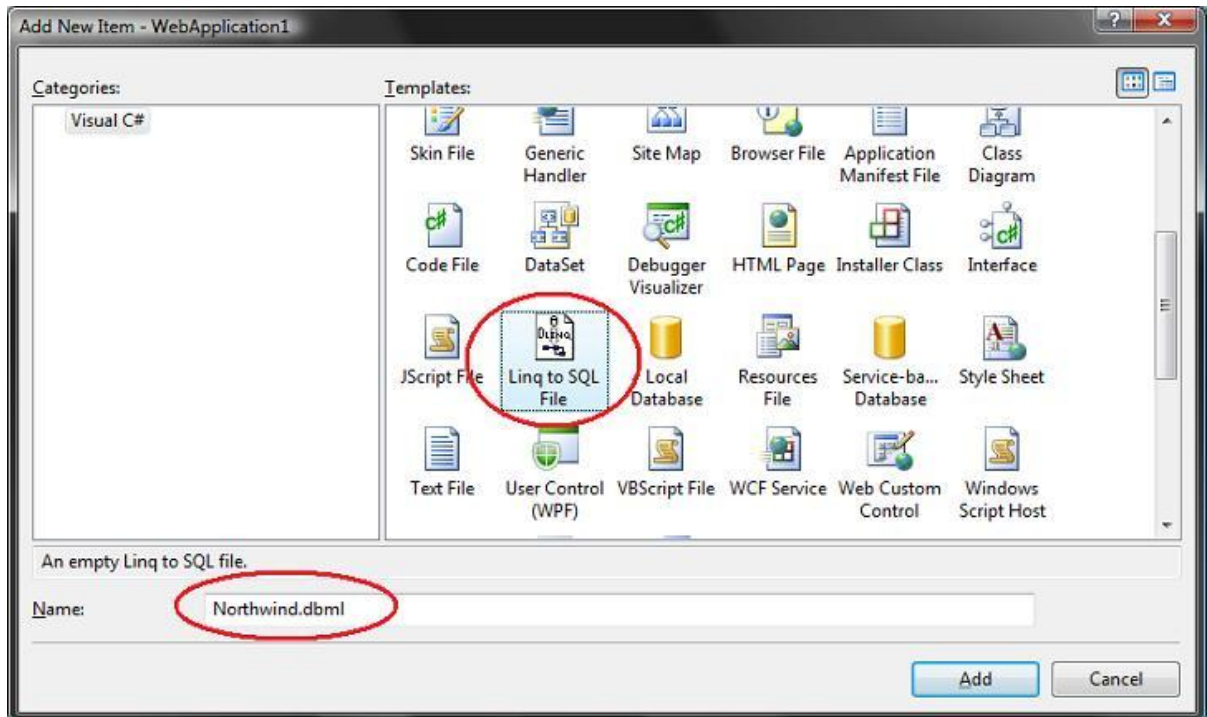 Add New Item - WebApplication1
Categories:
Templates:
Visual C#
Skin File
Generic
Handler
Site Map
Browser File
Application
Manifest File
Class
Diagram
Code File
DataSet
Debugger
Visualizer
HTML Page
Installer Class
Interface
JScript File
Linq to SQL
File
Local
Database
Resources
File
Service-ba...
Database
Style Sheet
Text File
User Control
(WPF)
VBScript File
WCF Service
Web Custom
Control
Windows
Script Host
An empty Linq to SQL file.
Name:
Northwind.dbml
Add
Cancel